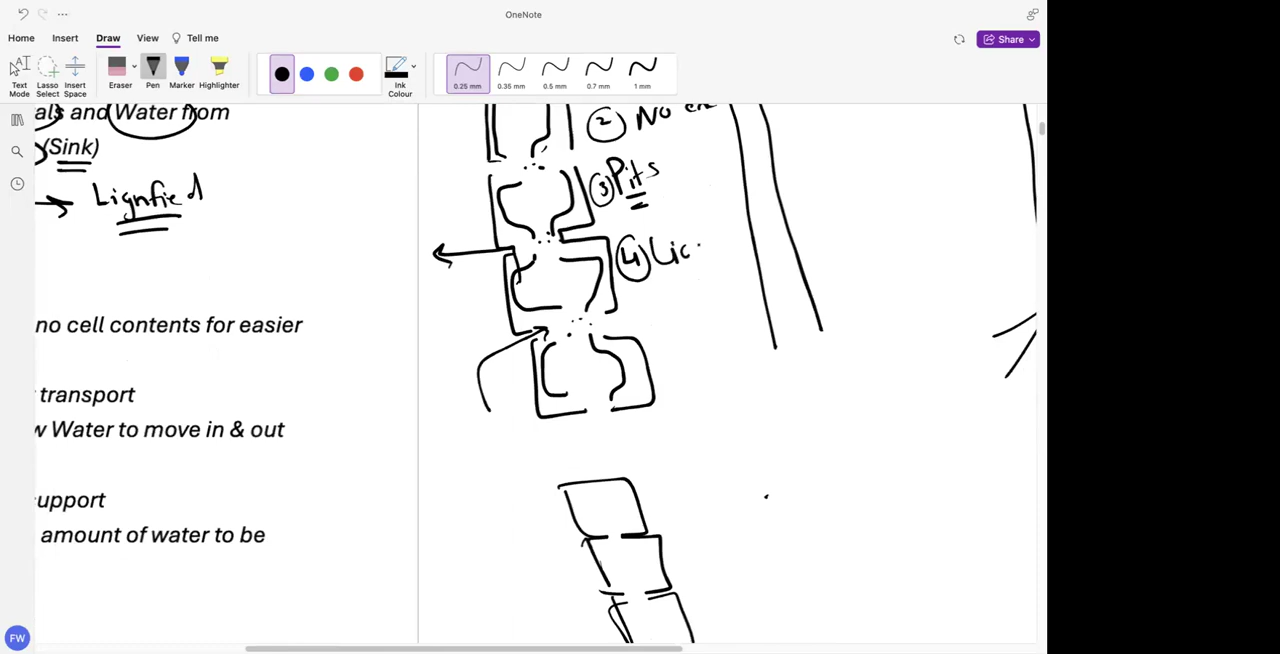 OneNote
Home Insert Draw View Tell me
Share
Text Mode
Lasso Select
Insert Space
Eraser
Pen
Marker
Highlighter
Ink Colour
0.25 mm 0.35 mm 0.5 mm 0.7 mm 1 mm
als and Water from
(Sink)
Lignfied
no cell contents for easier
transport
w Water to move in & out
upport
amount of water to be
2 No
3 Pits
4 Lic
FW